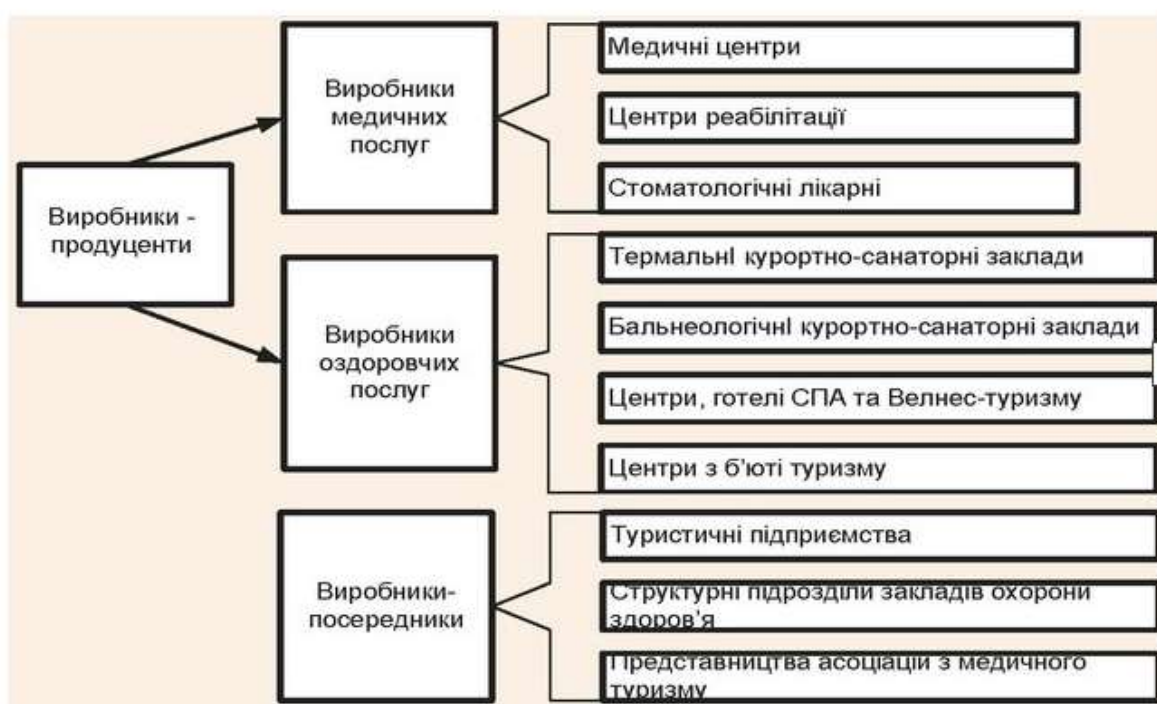 Виробники -
продуценти
Виробники
медичних
послуг
Медичні центри
Центри реабілітації
Стоматологічні лікарні
Виробники
оздоровчих
послуг
ТермальнІ курортно-санаторні заклади
БальнеологічнІ курортно-санаторні заклади
Центри, готелі СПА та Велнес-туризму
Центри з б'юті туризму
Виробники-
посередники
Туристичні підприємства
Структурні підрозділи закладів охорони
здоров'я
Представництва асоціацій з медичного
туризму